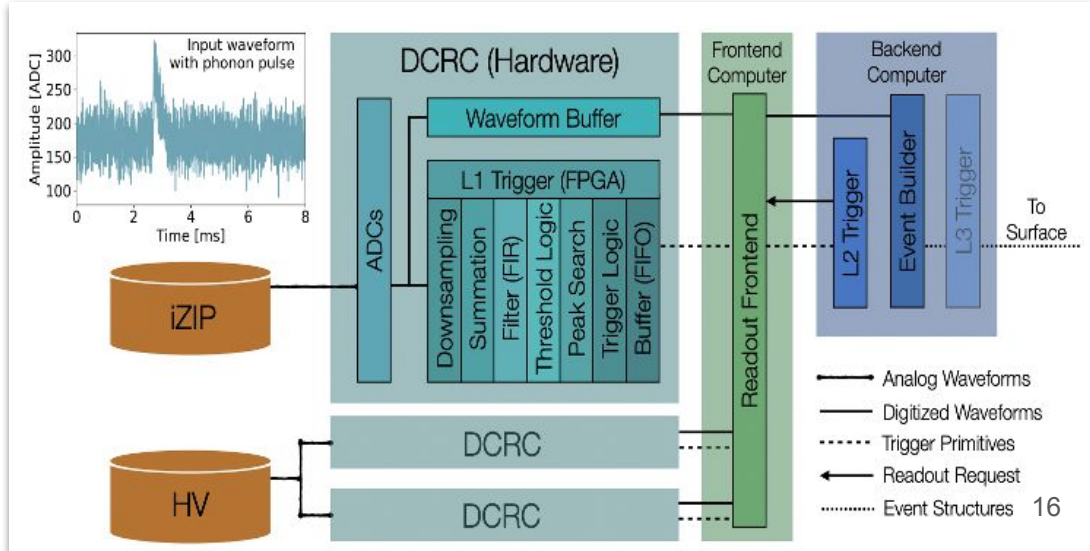 Input waveform
with phonon pulse
Amplitude [ADC]
300
250
200
150
100
0
2
4
6
8
Time [ms]
DCRC (Hardware)
ADCs
Waveform Buffer
L1 Trigger (FPGA)
Downsampling
Summation
Filter (FIR)
Threshold Logic
Peak Search
Trigger Logic
Buffer (FIFO)
Frontend
Computer
Readout Frontend
Backend
Computer
L2 Trigger
Event Builder
L3 Trigger
To
Surface
iZIP
HV
DCRC
DCRC
Analog Waveforms
Digitized Waveforms
Trigger Primitives
Readout Request
Event Structures
16